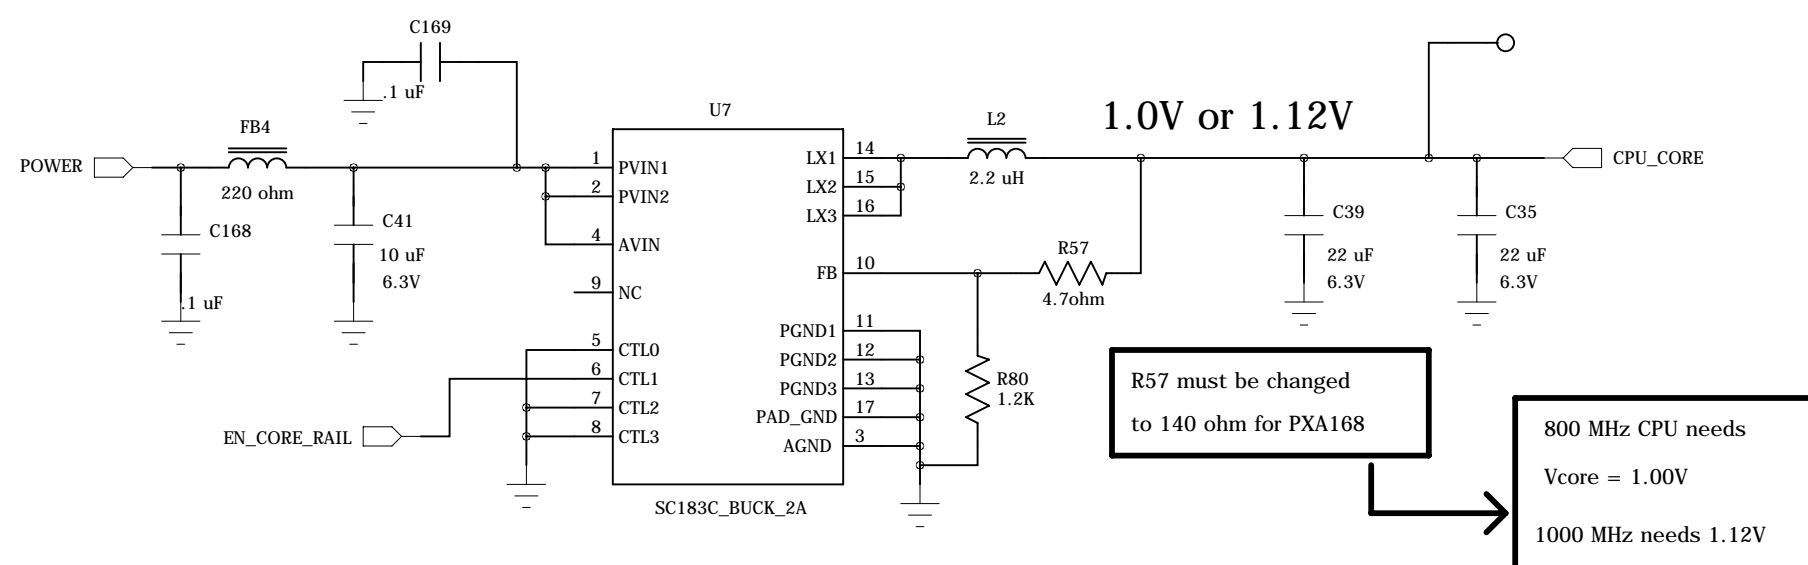 C169
.1 uF
FB4
POWER
220 ohm
C168
.1 uF
C41
10 uF
6.3V
EN_CORE_RAIL
U7
1 PVIN1
2 PVIN2
4 AVIN
9 NC
5 CTL0
6 CTL1
7 CTL2
8 CTL3
LX1 14
LX2 15
LX3 16
FB 10
PGND1 11
PGND2 12
PGND3 13
PAD_GND 17
AGND 3
SC183C_BUCK_2A
L2
2.2 uH
1.0V or 1.12V
CPU_CORE
R57
4.7ohm
R80
1.2K
C39
22 uF
6.3V
C35
22 uF
6.3V
R57 must be changed
to 140 ohm for PXA168
800 MHz CPU needs
Vcore = 1.00V
1000 MHz needs 1.12V